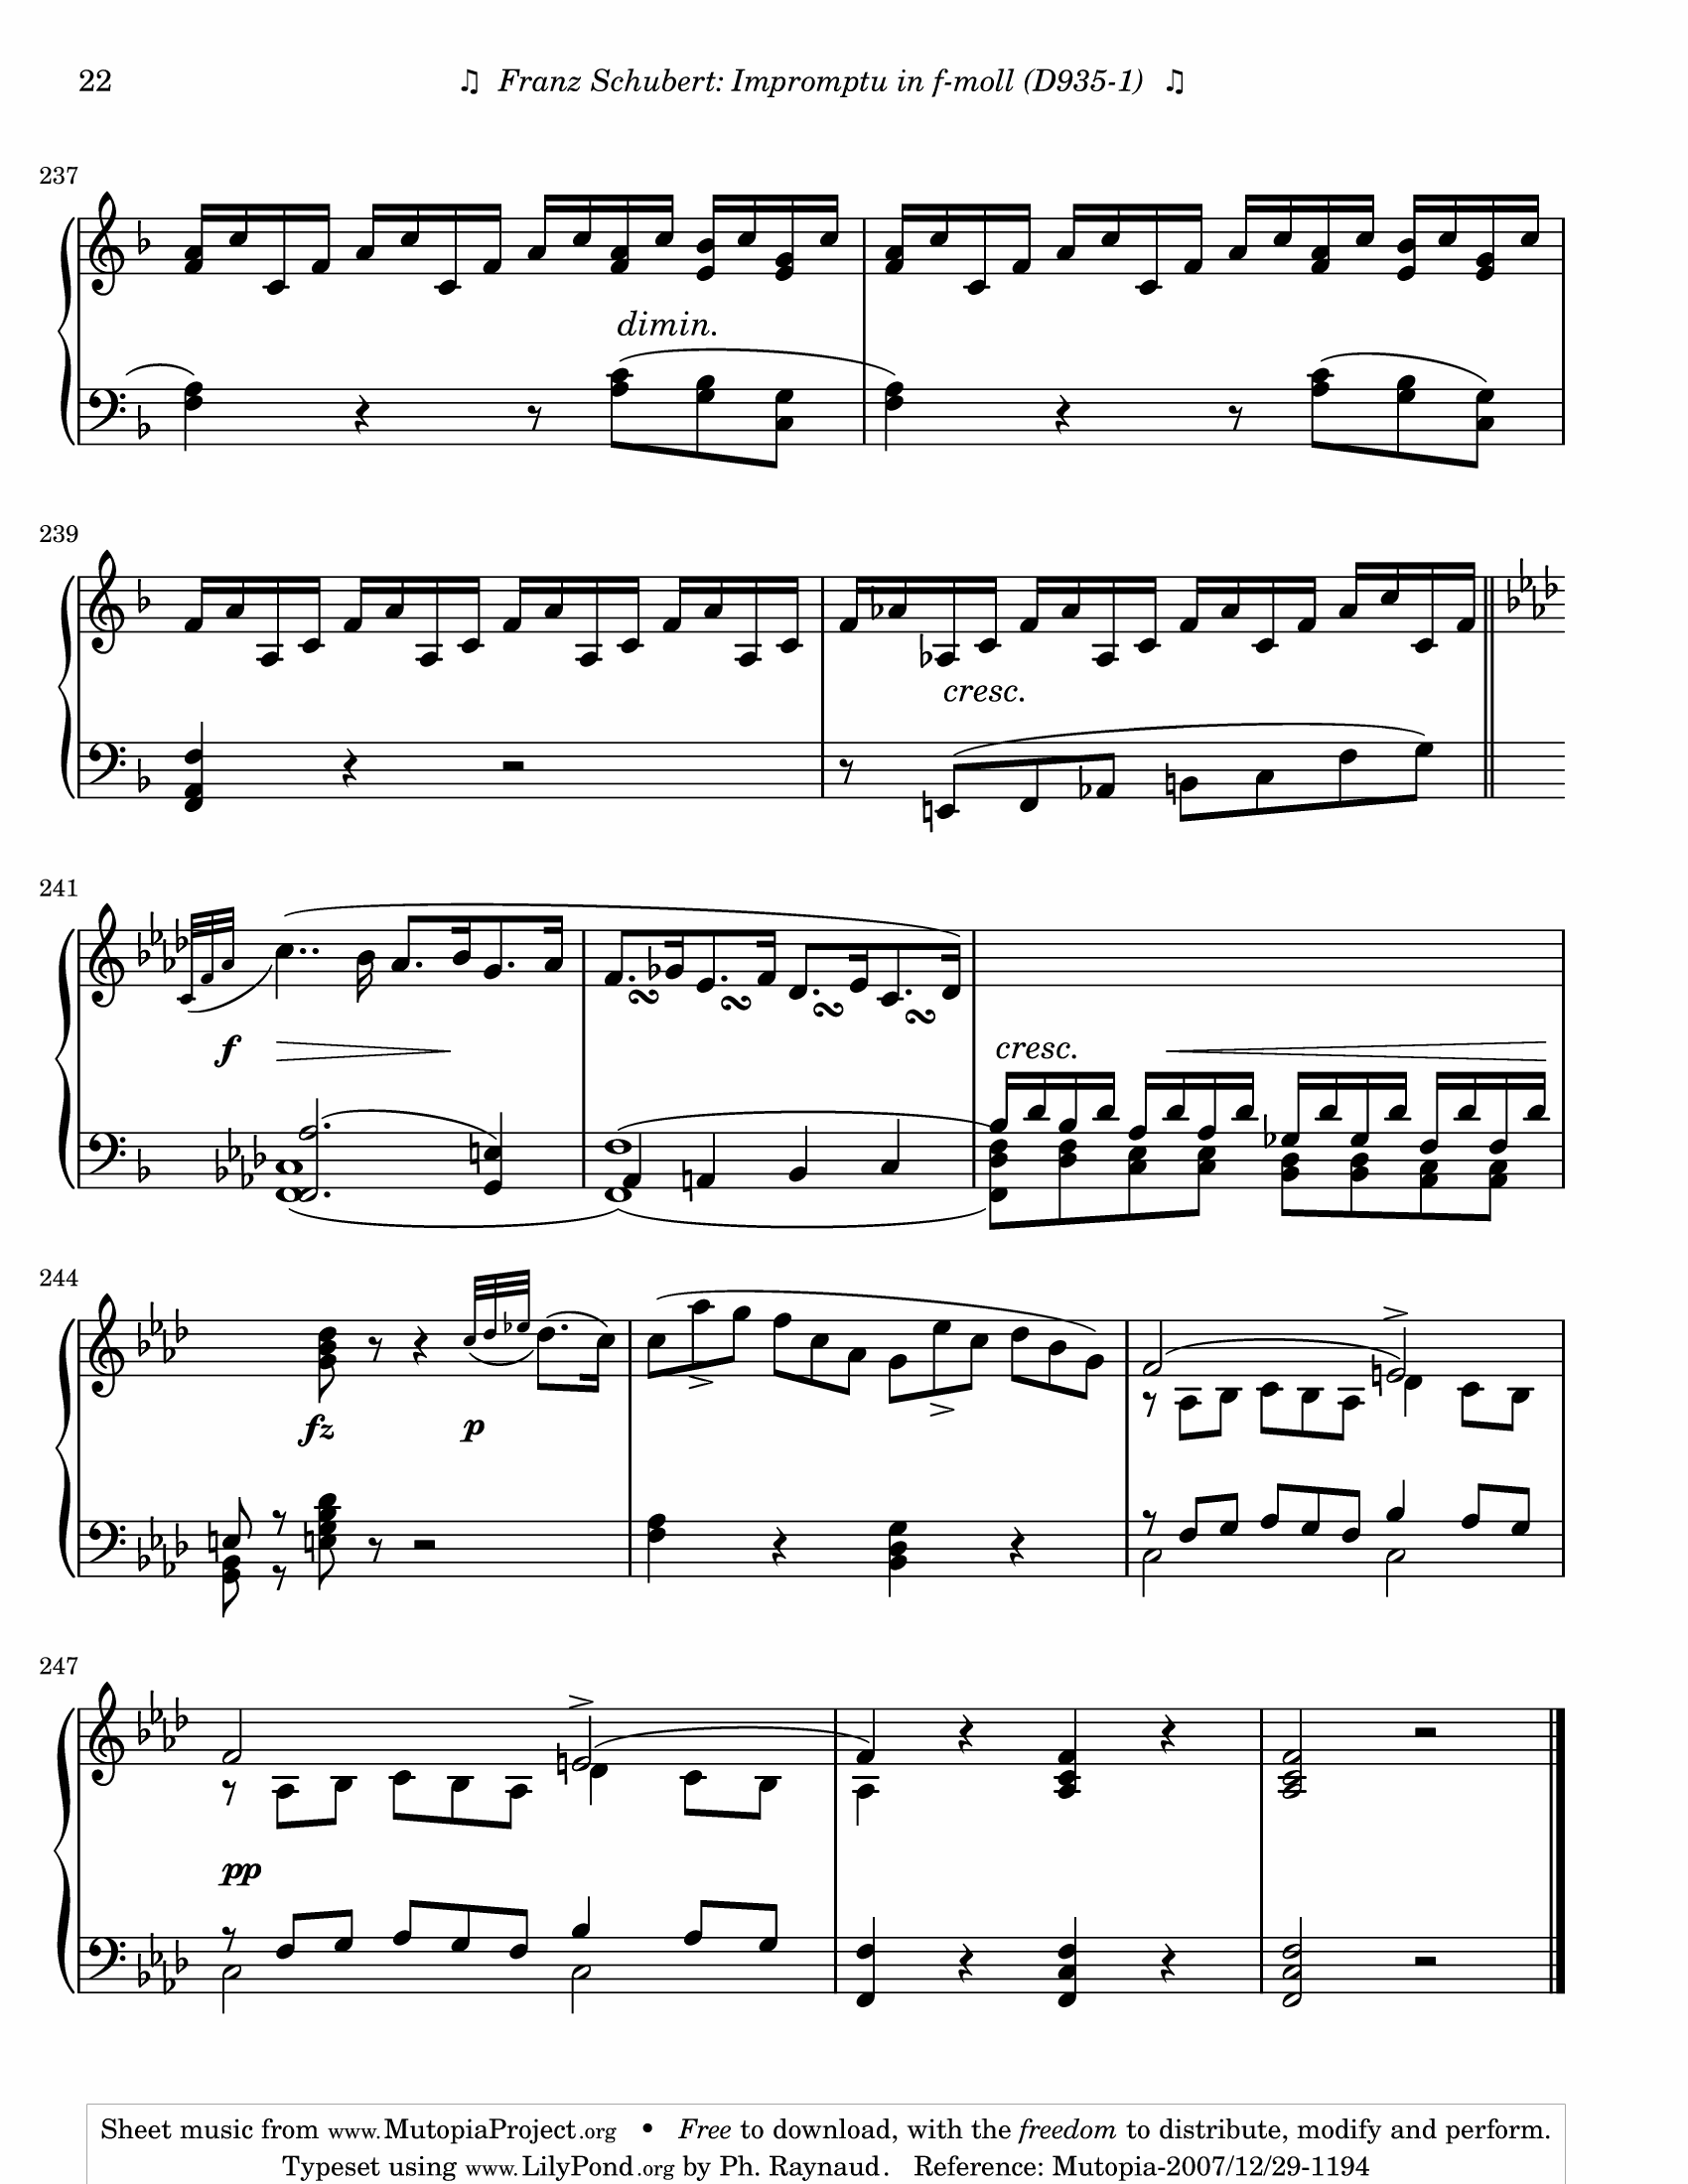 22 ♫ Franz Schubert: Impromptu in f-moll (D935-1) ♫
237
dimin.
239
cresc.
241
f
cresc.
244
fz p
247
pp
Sheet music from www.MutopiaProject.org • Free to download, with the freedom to distribute, modify and perform.
Typeset using www.LilyPond.org by Ph. Raynaud. Reference: Mutopia-2007/12/29-1194